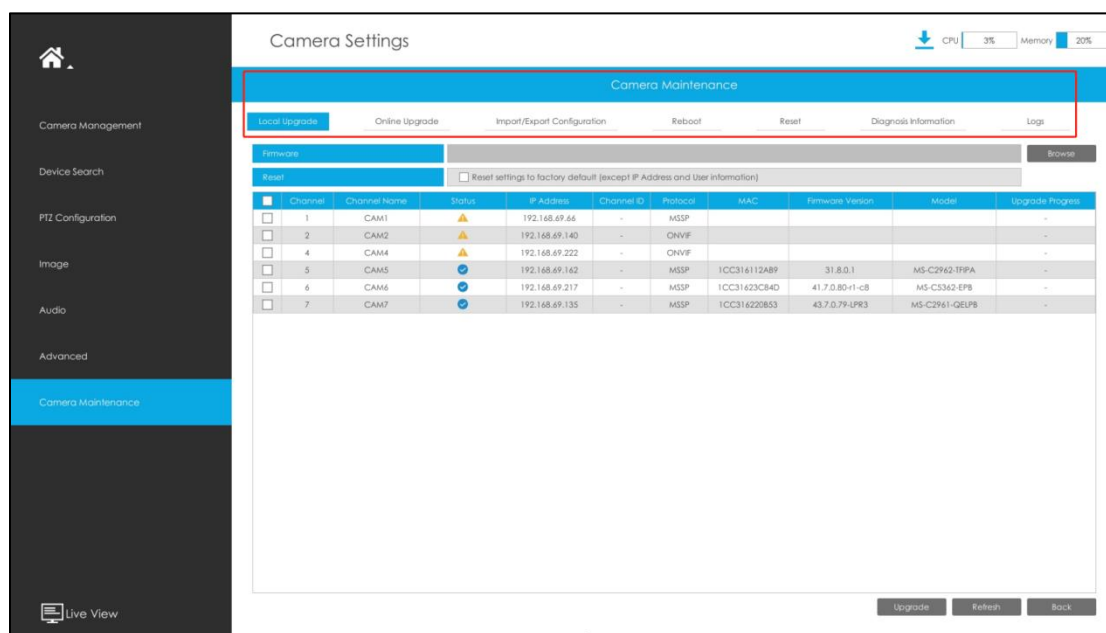 Camera Settings
CPU 3% Memory 20%
Camera Maintenance
Camera Management
Device Search
PTZ Configuration
Image
Audio
Advanced
Camera Maintenance
Live View
Local Upgrade Online Upgrade Import/Export Configuration Reboot Reset Diagnosis Information Logs
Firmware Browse
Reset Reset settings to factory default (except IP Address and User information)
Channel Channel Name Status IP Address Channel ID Protocol MAC Firmware Version Model Upgrade Progress
1 CAM1 192.168.69.66 - MSSP -
2 CAM2 192.168.69.140 - ONVIF -
4 CAM4 192.168.69.222 - ONVIF -
5 CAM5 192.168.69.162 - MSSP 1CC316112AB9 31.8.0.1 MS-C2962-TFIPA -
6 CAM6 192.168.69.217 - MSSP 1CC31623C84D 41.7.0.80-r1-c8 MS-C5362-EPB -
7 CAM7 192.168.69.135 - MSSP 1CC316220B53 43.7.0.79-LPR3 MS-C2961-QELPB -
Upgrade Refresh Back